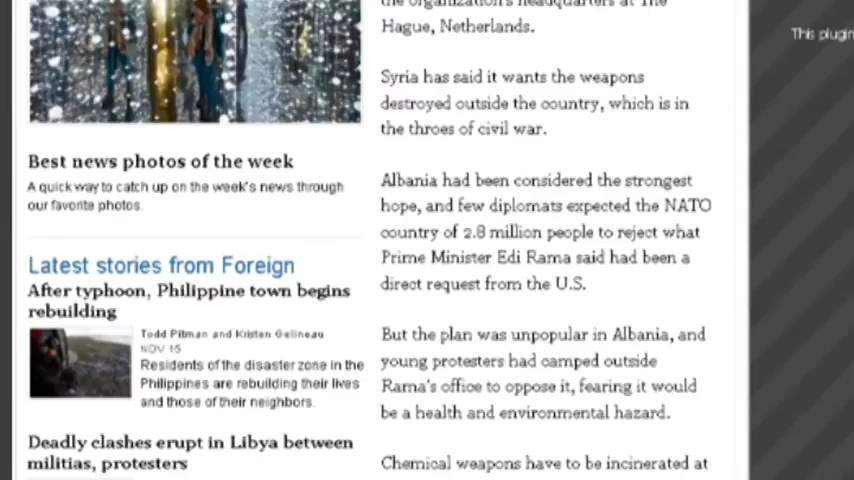 the organization's headquarters at The
Hague, Netherlands.
This plugin
Syria has said it wants the weapons
destroyed outside the country, which is in
the throes of civil war.
Best news photos of the week
A quick way to catch up on the week's news through
our favorite photos.
Albania had been considered the strongest
hope, and few diplomats expected the NATO
country of 2.8 million people to reject what
Prime Minister Edi Rama said had been a
direct request from the U.S.
Latest stories from Foreign
After typhoon, Philippine town begins
rebuilding
Todd Pitman and Kristen Gelineau
NOV 15
Residents of the disaster zone in the
Philippines are rebuilding their lives
and those of their neighbors.
But the plan was unpopular in Albania, and
young protesters had camped outside
Rama's office to oppose it, fearing it would
be a health and environmental hazard.
Deadly clashes erupt in Libya between
militias, protesters
Chemical weapons have to be incinerated at